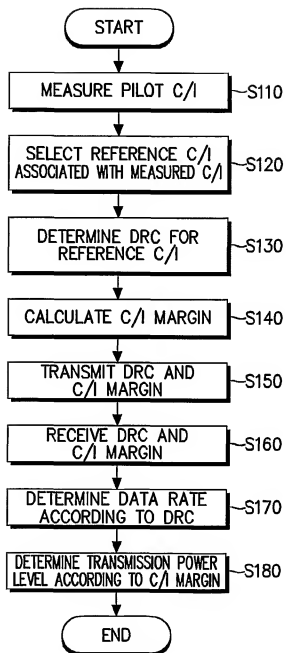 START
MEASURE PILOT C/I
S110
SELECT REFERENCE C/I
ASSOCIATED WITH MEASURED C/I
S120
DETERMINE DRC FOR
REFERENCE C/I
S130
CALCULATE C/I MARGIN
S140
TRANSMIT DRC AND
C/I MARGIN
S150
RECEIVE DRC AND
C/I MARGIN
S160
DETERMINE DATA RATE
ACCORDING TO DRC
S170
DETERMINE TRANSMISSION POWER
LEVEL ACCORDING TO C/I MARGIN
S180
END